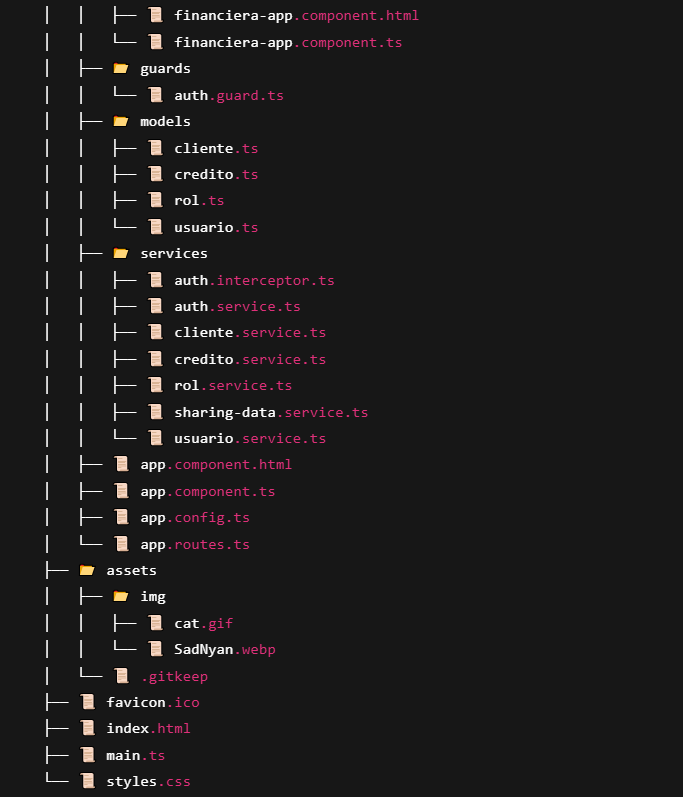 financiera-app.component.html
financiera-app.component.ts
guards
auth.guard.ts
models
cliente.ts
credito.ts
rol.ts
usuario.ts
services
auth.interceptor.ts
auth.service.ts
cliente.service.ts
credito.service.ts
rol.service.ts
sharing-data.service.ts
usuario.service.ts
app.component.html
app.component.ts
app.config.ts
app.routes.ts
assets
img
cat.gif
SadNyan.webp
.gitkeep
favicon.ico
index.html
main.ts
styles.css